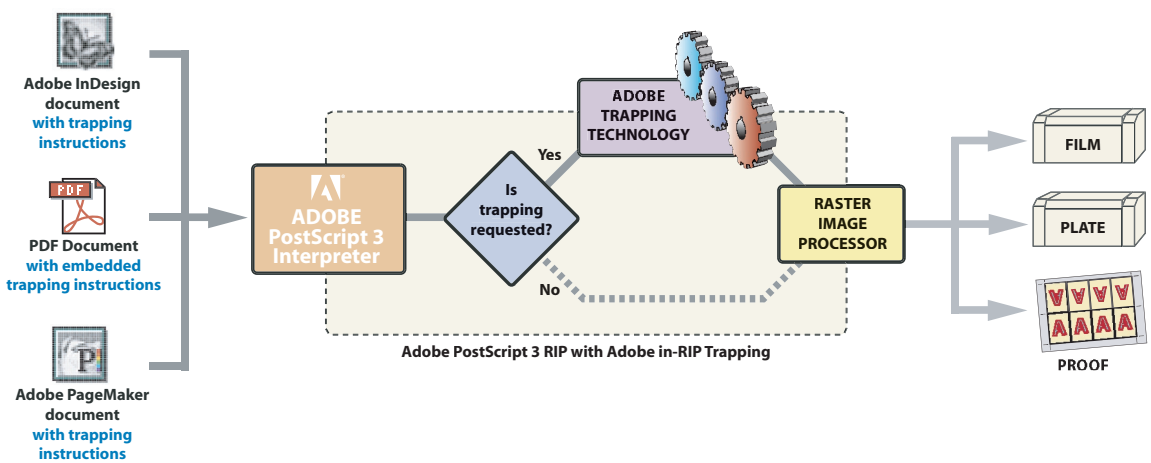 Adobe InDesign
document
with trapping
instructions
PDF
PDF Document
with embedded
trapping instructions
P
Adobe PageMaker
document
with trapping
instructions
ADOBE
PostScript 3
Interpreter
Is
trapping
requested?
Yes
No
ADOBE
TRAPPING
TECHNOLOGY
RASTER
IMAGE
PROCESSOR
Adobe PostScript 3 RIP with Adobe in-RIP Trapping
FILM
PLATE
A A A A
A A A A
PROOF